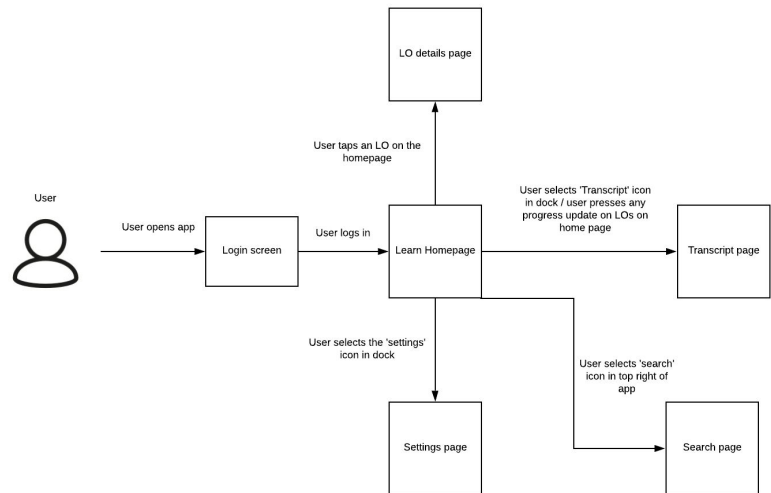 LO details page
User taps an LO on the
homepage
User selects 'Transcript' icon
in dock / user presses any
progress update on LOs on
home page
User
User opens app
Login screen
User logs in
Learn Homepage
Transcript page
User selects the 'settings'
icon in dock
User selects 'search'
icon in top right of
app
Settings page
Search page